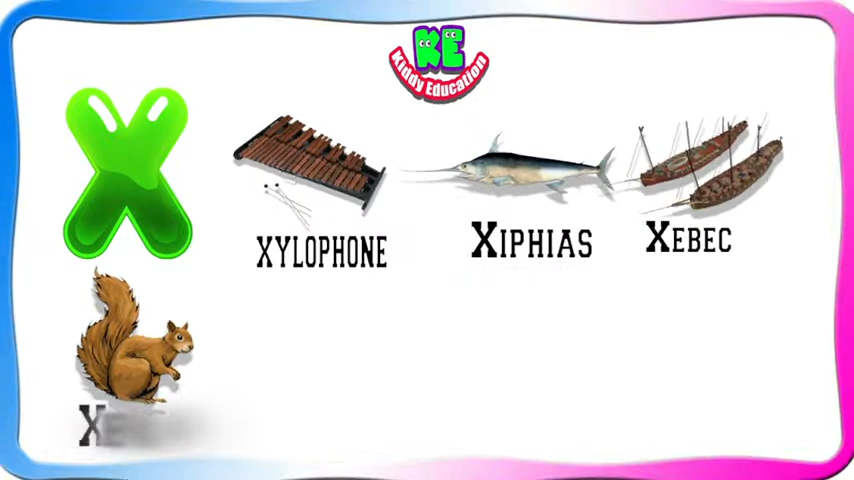 KE
Kiddy Education
X
XYLOPHONE
XIPHIAS
XEBEC